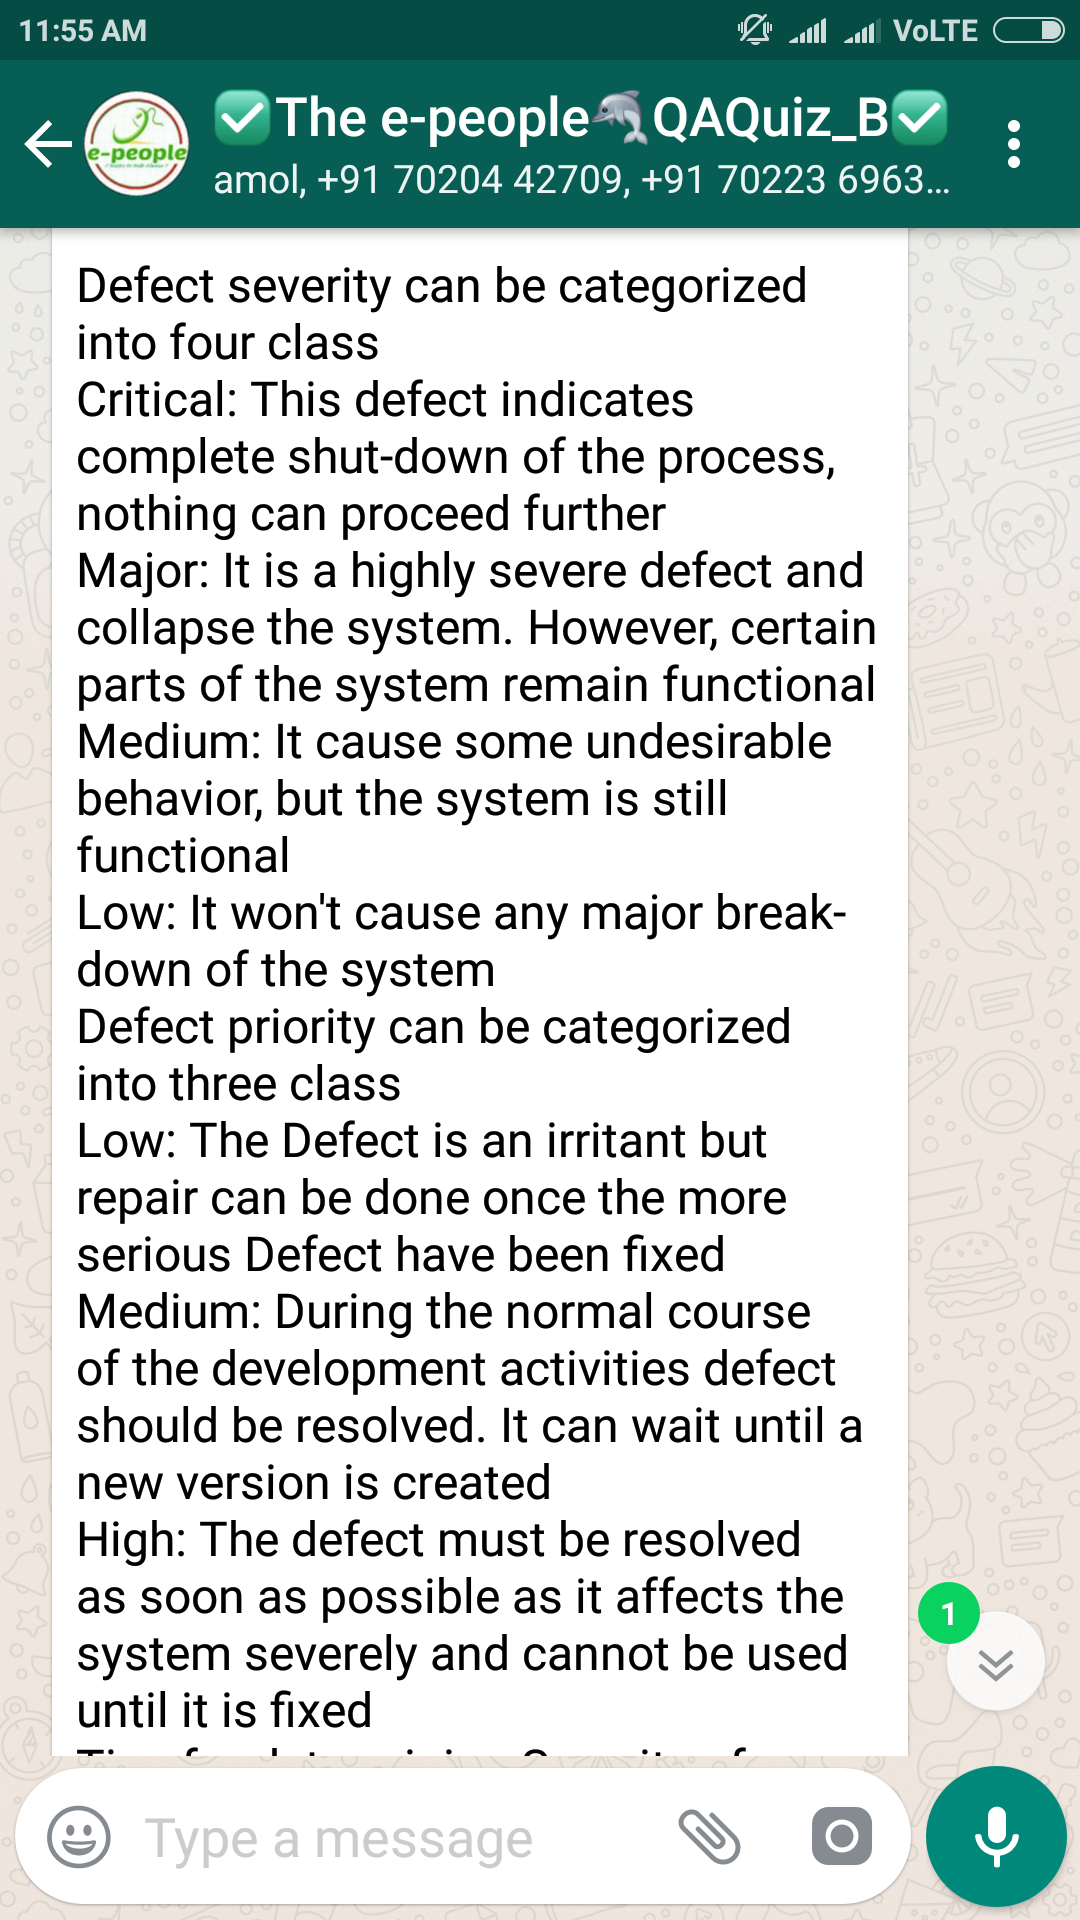 11:55 AM
VoLTE
✅The e-people🐬QAQuiz_B✅
e-people
amol, +91 70204 42709, +91 70223 6963...
Defect severity can be categorized
into four class
Critical: This defect indicates
complete shut-down of the process,
nothing can proceed further
Major: It is a highly severe defect and
collapse the system. However, certain
parts of the system remain functional
Medium: It cause some undesirable
behavior, but the system is still
functional
Low: It won't cause any major break-
down of the system
Defect priority can be categorized
into three class
Low: The Defect is an irritant but
repair can be done once the more
serious Defect have been fixed
Medium: During the normal course
of the development activities defect
should be resolved. It can wait until a
new version is created
High: The defect must be resolved
as soon as possible as it affects the
system severely and cannot be used
until it is fixed
1
Type a message